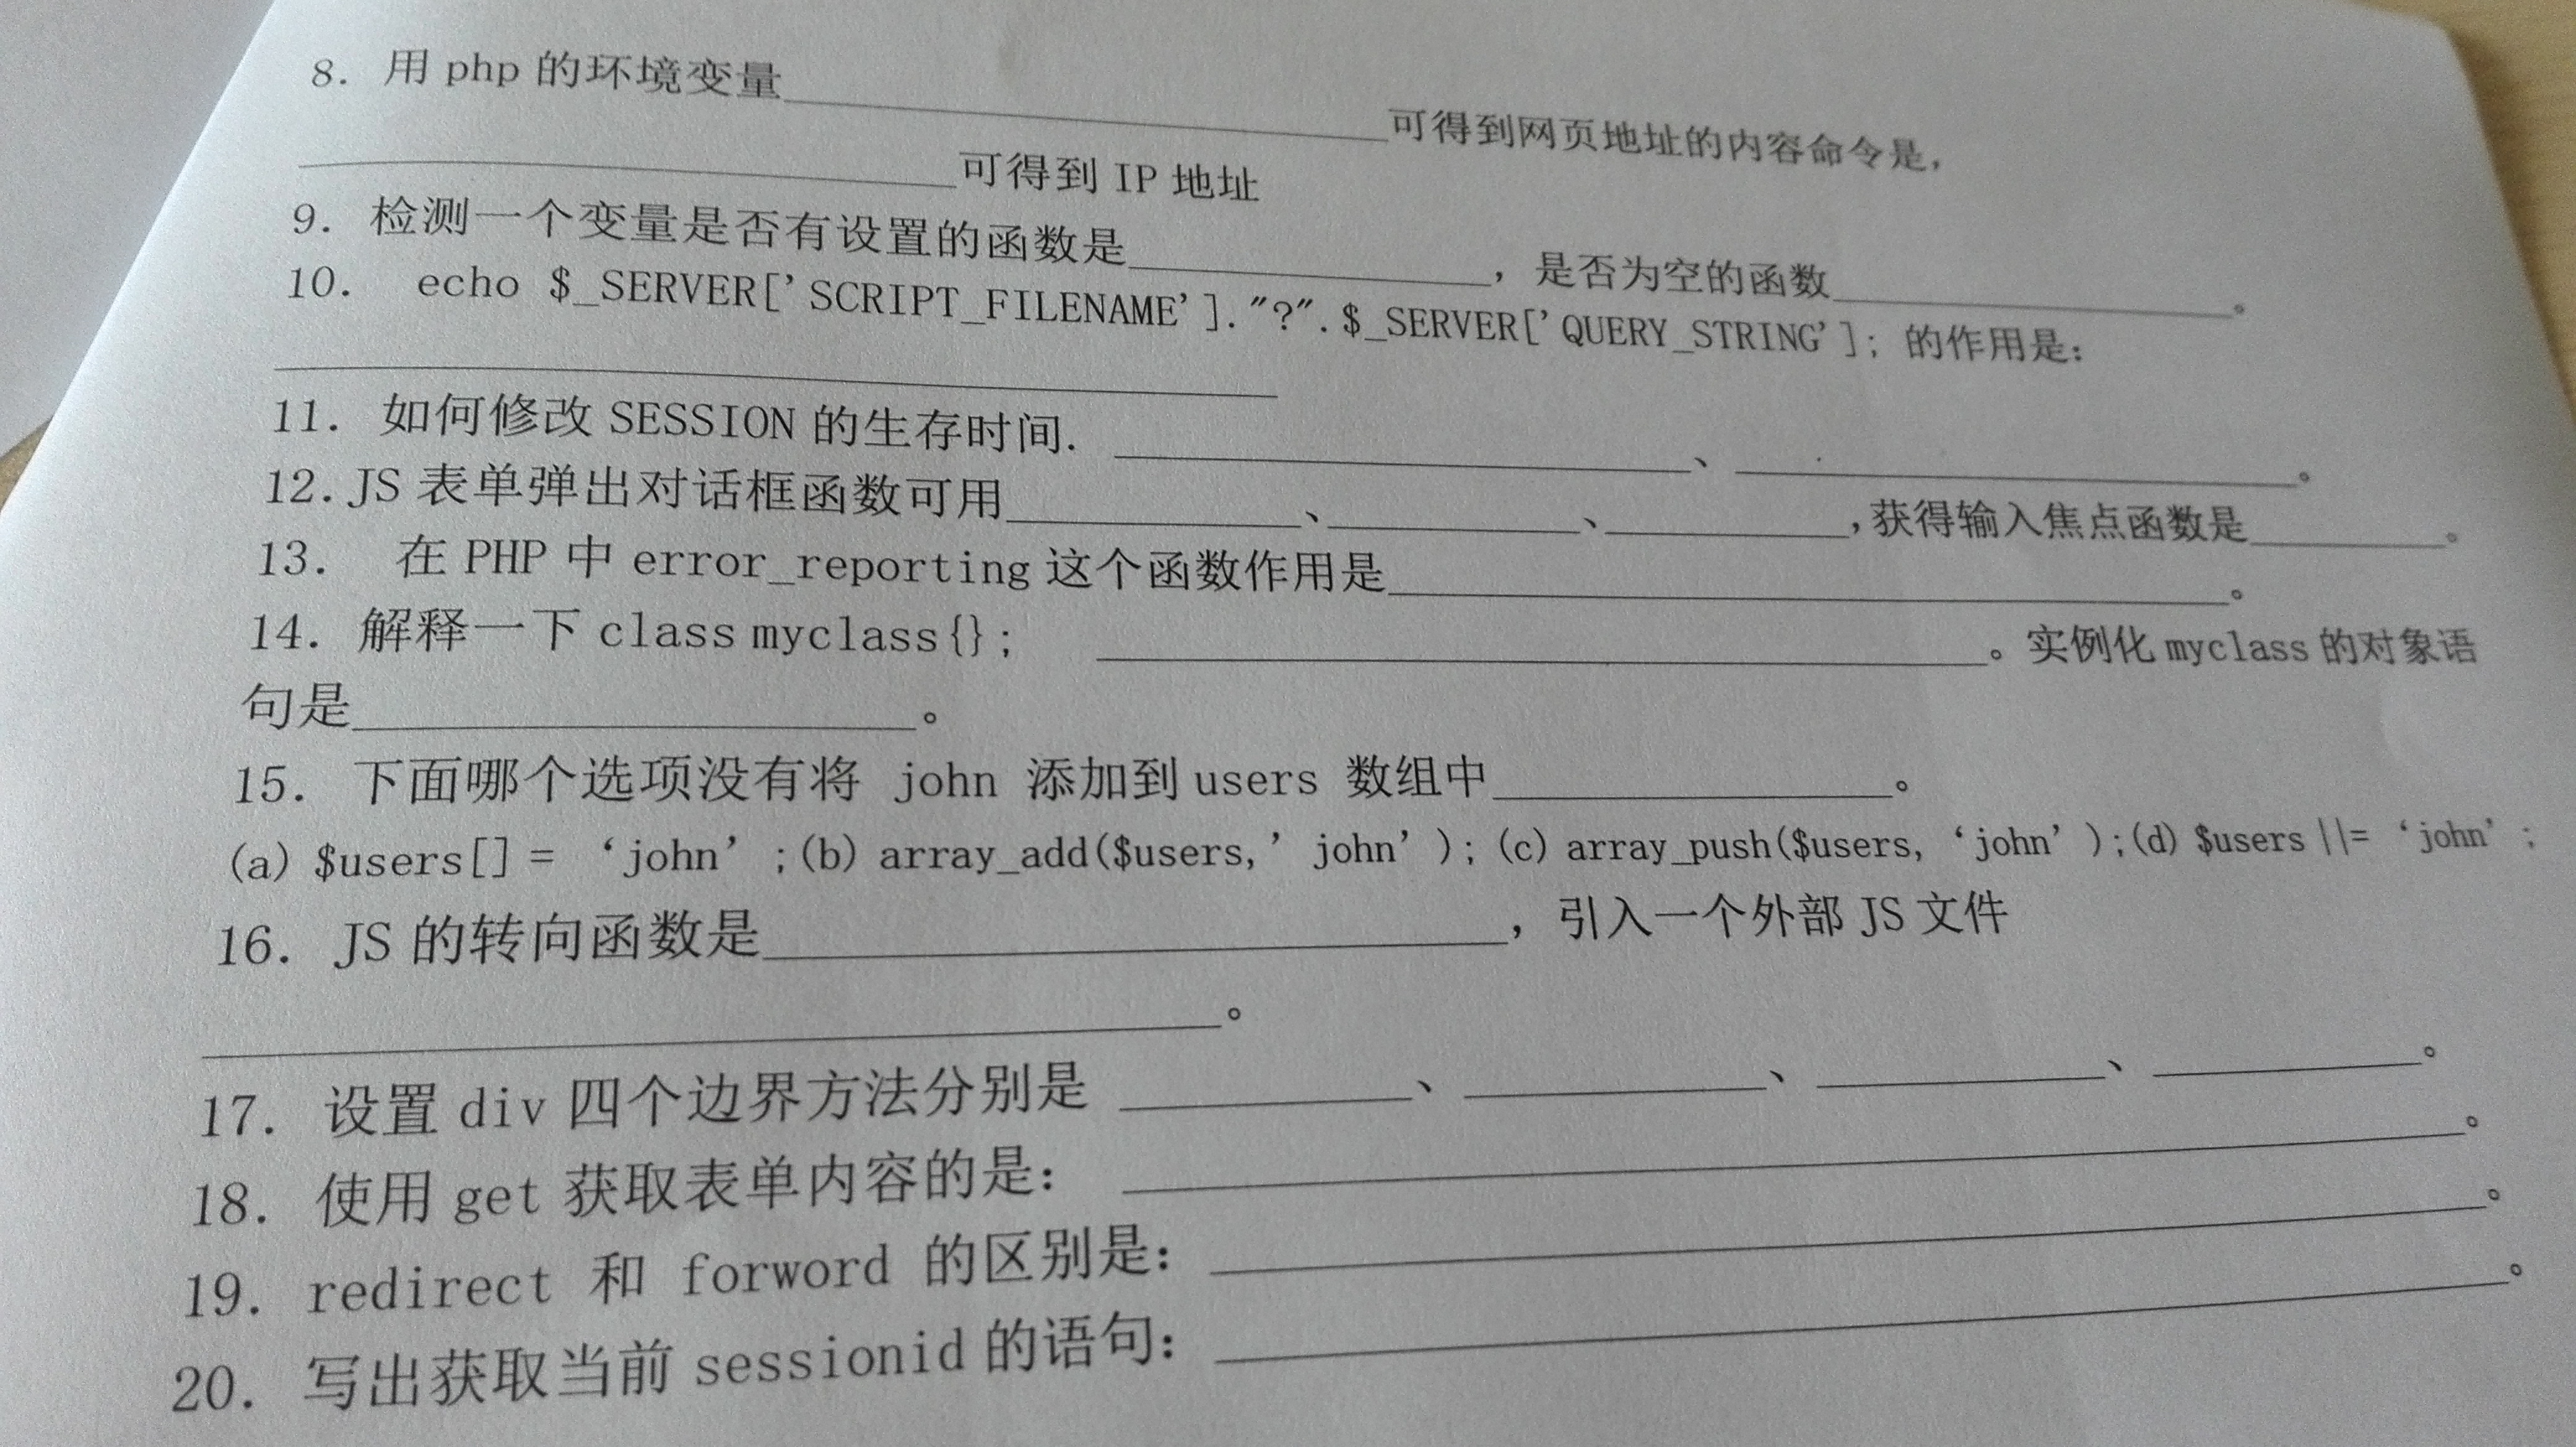 8. 用 php 的环境变量____________________可得到网页地址的内容命令是,
____________________可得到 IP 地址
9. 检测一个变量是否有设置的函数是____________,是否为空的函数____________。
10. echo $_SERVER['SCRIPT_FILENAME']."?".$_SERVER['QUERY_STRING']; 的作用是:
____________________
11. 如何修改 SESSION 的生存时间. ____________________、____________________。
12.JS 表单弹出对话框函数可用__________、__________、__________,获得输入焦点函数是________。
13. 在 PHP 中 error_reporting 这个函数作用是____________________。
14. 解释一下 class myclass{}; ____________________。实例化 myclass 的对象语
句是____________________。
15. 下面哪个选项没有将 john 添加到 users 数组中____________。
(a) $users[] = ‘john’ ;(b) array_add($users,’ john’ ); (c) array_push($users, ‘john’ );(d) $users ||= ‘john’ ;
16. JS 的转向函数是____________________,引入一个外部 JS 文件
____________________。
17. 设置 div 四个边界方法分别是 __________、__________、__________、__________。
18. 使用 get 获取表单内容的是: ____________________。
19. redirect 和 forword 的区别是: ____________________。
20. 写出获取当前 sessionid 的语句: ____________________。